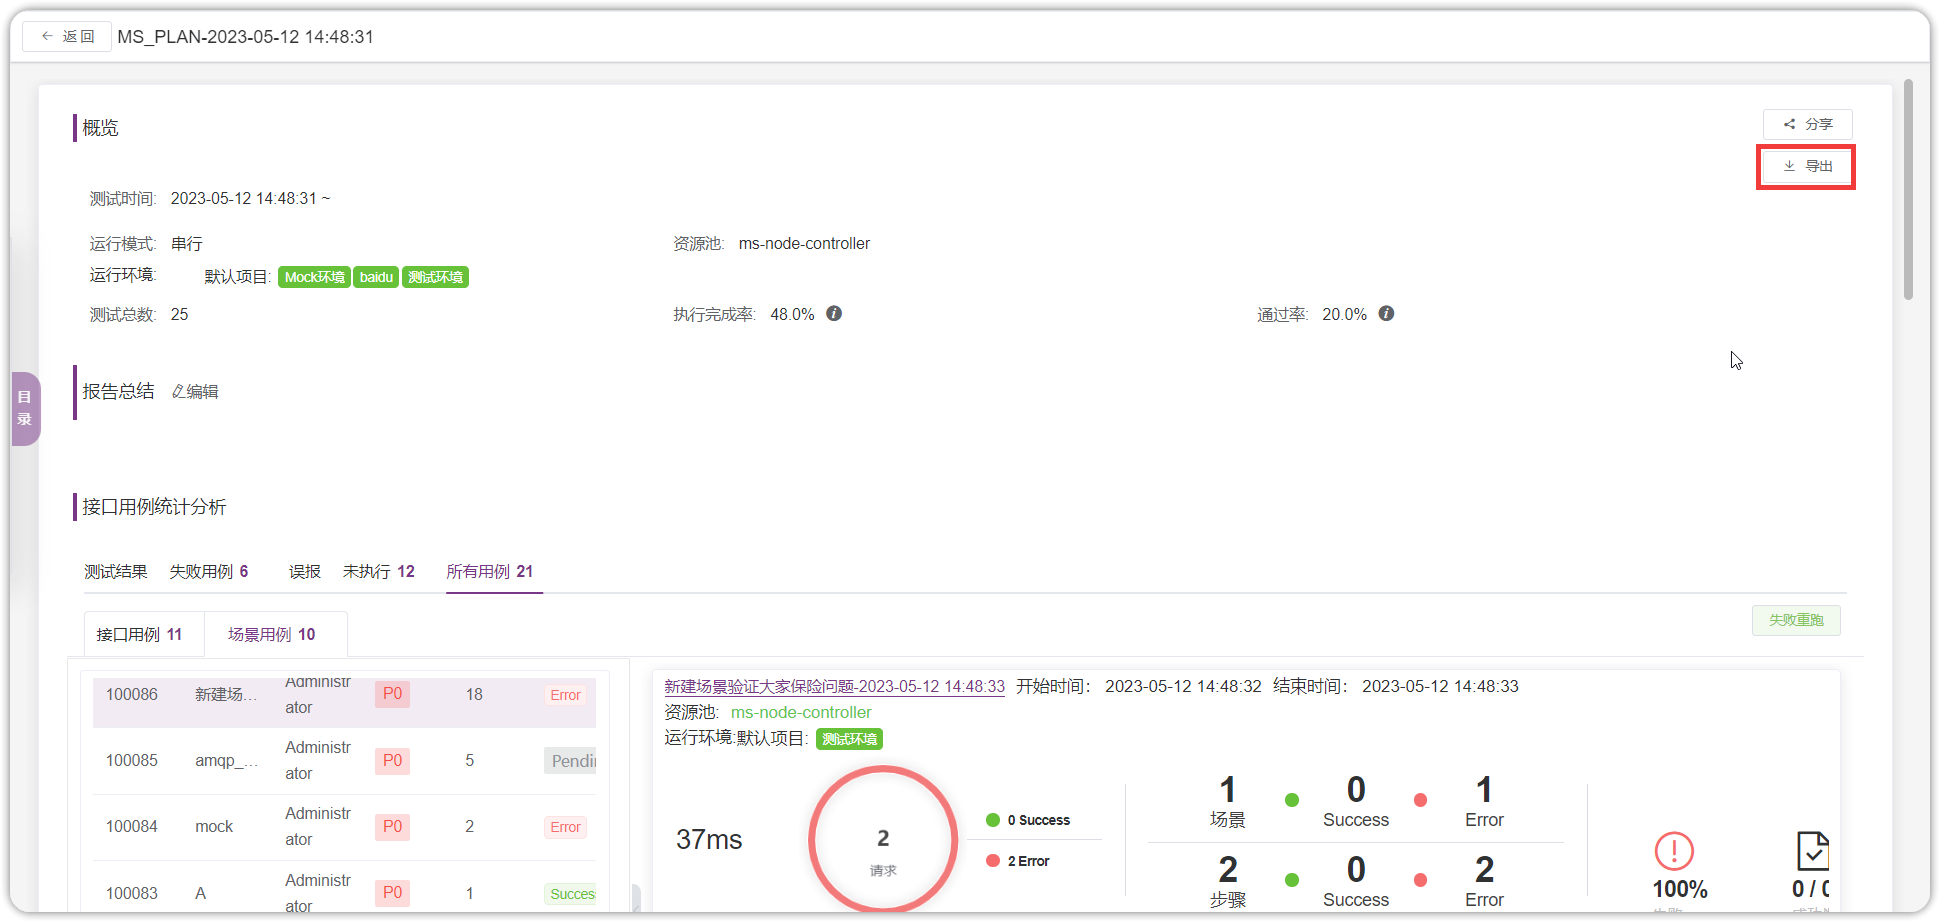 返回 MS_PLAN-2023-05-12 14:48:31
概览
分享
导出
测试时间: 2023-05-12 14:48:31 ~
运行模式: 串行 资源池: ms-node-controller
运行环境: 默认项目: Mock环境 baidu 测试环境
测试总数: 25 执行完成率: 48.0% 通过率: 20.0%
目录
报告总结 编辑
接口用例统计分析
测试结果 失败用例 6 误报 未执行 12 所有用例 21
接口用例 11 场景用例 10 失败重跑
100086 新建场... Administrator P0 18 Error
100085 amqp_... Administrator P0 5 Pendi
100084 mock Administrator P0 2 Error
100083 A Administrator P0 1 Succes
新建场景验证大家保险问题-2023-05-12 14:48:33 开始时间: 2023-05-12 14:48:32 结束时间: 2023-05-12 14:48:33
资源池: ms-node-controller
运行环境:默认项目: 测试环境
37ms
2
请求
0 Success
2 Error
1 0 1
场景 Success Error
2 0 2
步骤 Success Error
100%
0 / 0